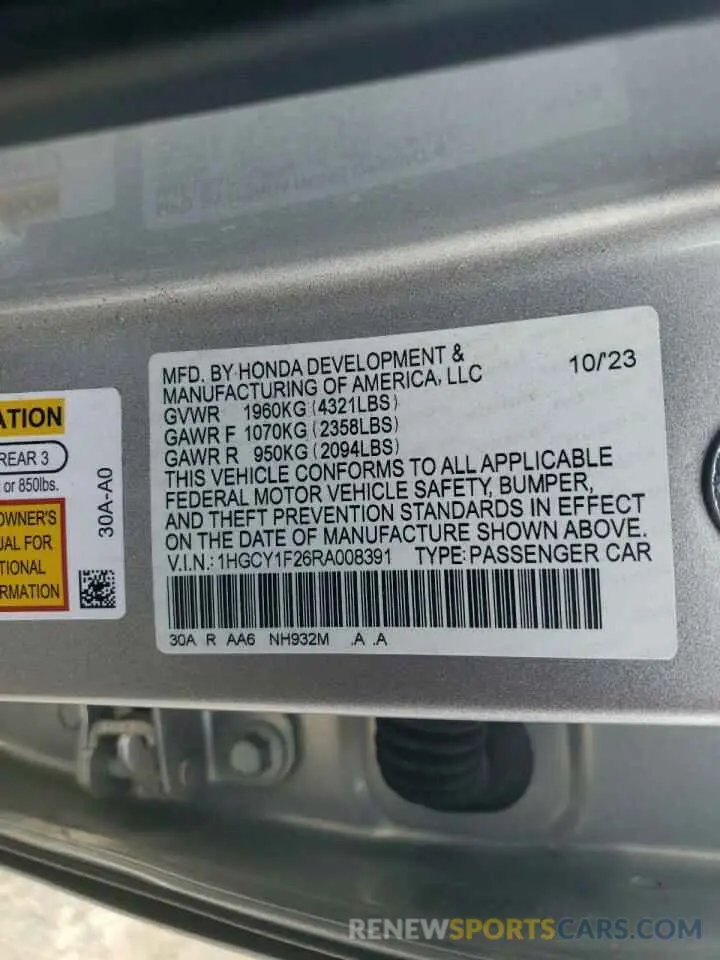 MFD. BY HONDA DEVELOPMENT & 
MANUFACTURING OF AMERICA, LLC 10/'23
GVWR 1960KG (4321LBS)
GAWR F 1070KG (2358LBS)
GAWR R 950KG (2094LBS)
THIS VEHICLE CONFORMS TO ALL APPLICABLE
FEDERAL MOTOR VEHICLE SAFETY, BUMPER,
AND THEFT PREVENTION STANDARDS IN EFFECT
ON THE DATE OF MANUFACTURE SHOWN ABOVE.
V.I.N.: 1HGCY1F26RA008391 TYPE: PASSENGER CAR
30A R AA6 NH932M .A .A
ATION
REAR 3
or 850lbs.
OWNER'S
UAL FOR
TIONAL
RMATION
30A-A0
RENEWSPORTSCARS.COM